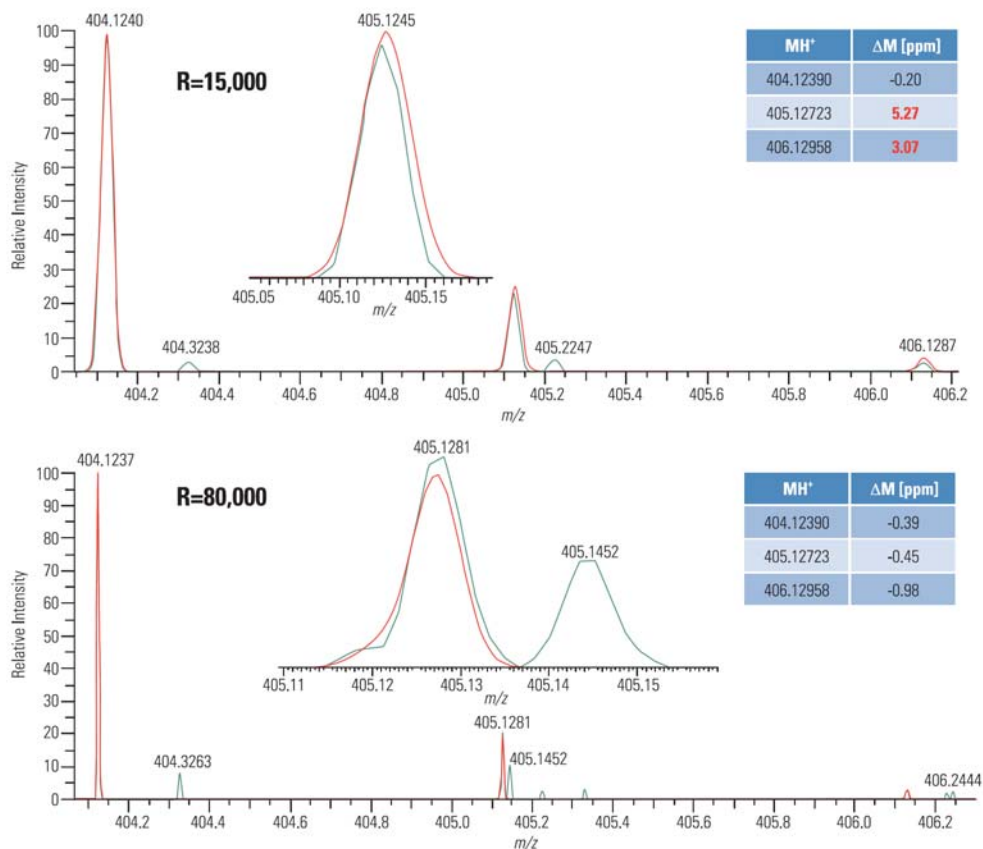 404.1240
405.1245
100
90
80
70
60
50
40
30
20
10
0
Relative Intensity
R=15,000
MH+ ΔM [ppm]
404.12390 -0.20
405.12723 5.27
406.12958 3.07
405.05 405.10 405.15
m/z
404.3238
405.2247
406.1287
404.2 404.4 404.6 404.8 405.0 405.2 405.4 405.6 405.8 406.0 406.2
m/z
404.1237
405.1281
100
90
80
70
60
50
40
30
20
10
0
Relative Intensity
R=80,000
405.1452
MH+ ΔM [ppm]
404.12390 -0.39
405.12723 -0.45
406.12958 -0.98
405.11 405.12 405.13 405.14 405.15
m/z
405.1281
404.3263
405.1452
406.2444
404.2 404.4 404.6 404.8 405.0 405.2 405.4 405.6 405.8 406.0 406.2
m/z